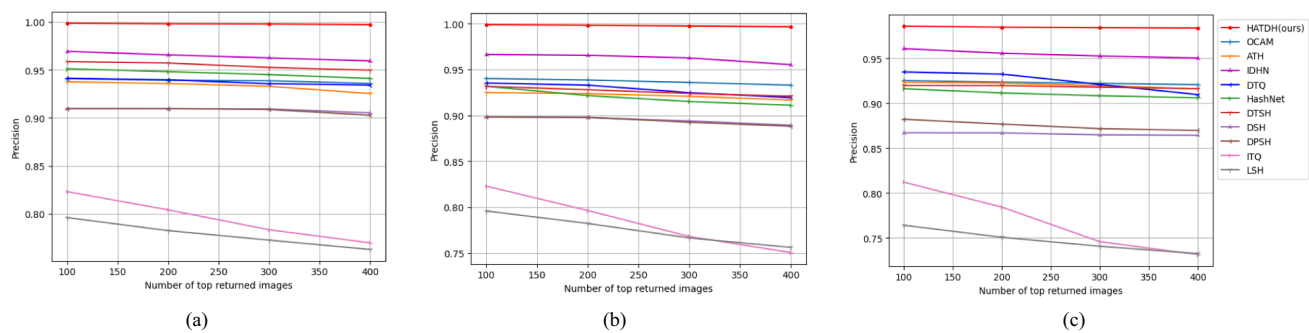 1.00
0.95
0.90
0.85
0.80
Precision
100
150
200
250
300
350
400
Number of top returned images
(a)
1.00
0.95
0.90
0.85
0.80
0.75
Precision
100
150
200
250
300
350
400
Number of top returned images
(b)
0.95
0.90
0.85
0.80
0.75
Precision
100
150
200
250
300
350
400
Number of top returned images
(c)
HATDH(ours)
OCAM
ATH
IDHN
DTQ
HashNet
DTSH
DSH
DPSH
ITQ
LSH